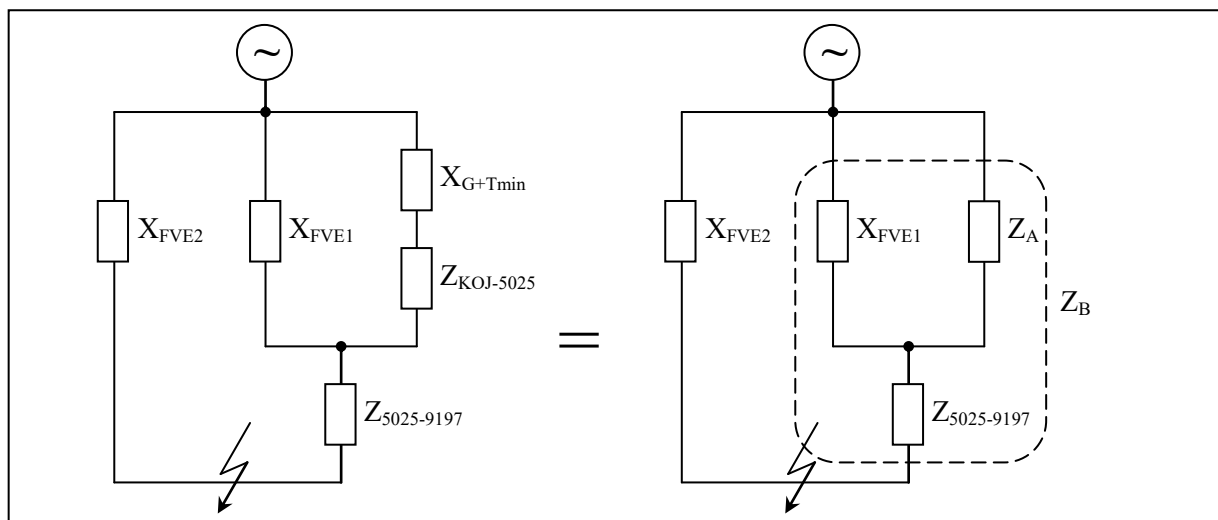 ~
X_G+Tmin
X_FVE2
X_FVE1
Z_KOJ-5025
Z_5025-9197
=
~
X_FVE2
X_FVE1
Z_A
Z_B
Z_5025-9197